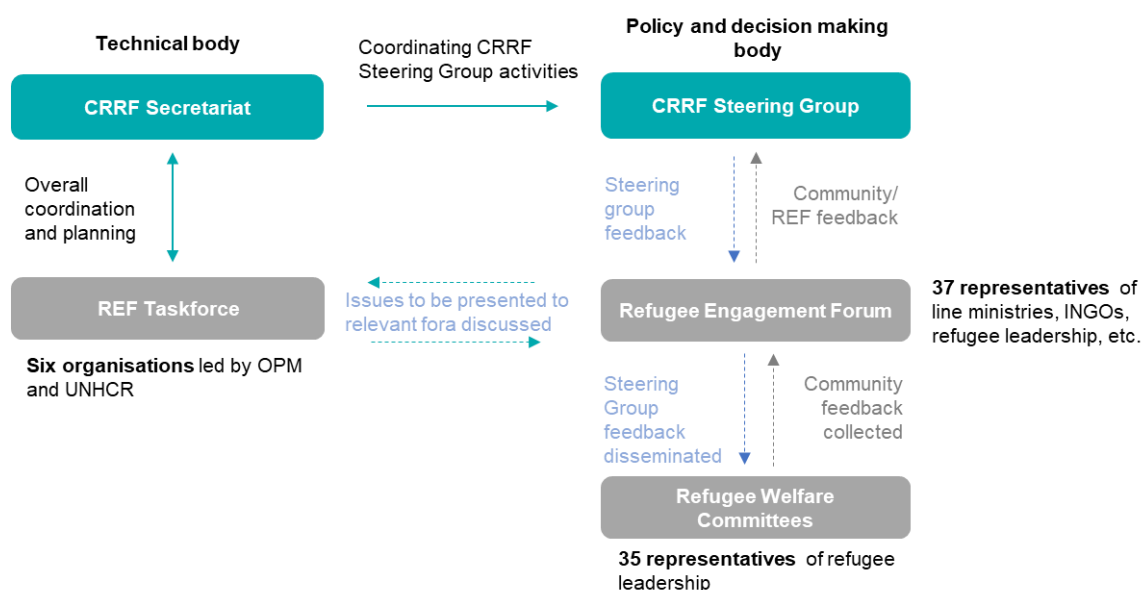 Technical body
Coordinating CRRF
Steering Group activities
Policy and decision making
body
CRRF Secretariat
CRRF Steering Group
Overall
coordination
and planning
Steering
group
feedback
Community/
REF feedback
REF Taskforce
Issues to be presented to
relevant fora discussed
Refugee Engagement Forum
37 representatives of
line ministries, INGOs,
refugee leadership, etc.
Six organisations led by OPM
and UNHCR
Steering
Group
feedback
disseminated
Community
feedback
collected
Refugee Welfare
Committees
35 representatives of refugee
leadership